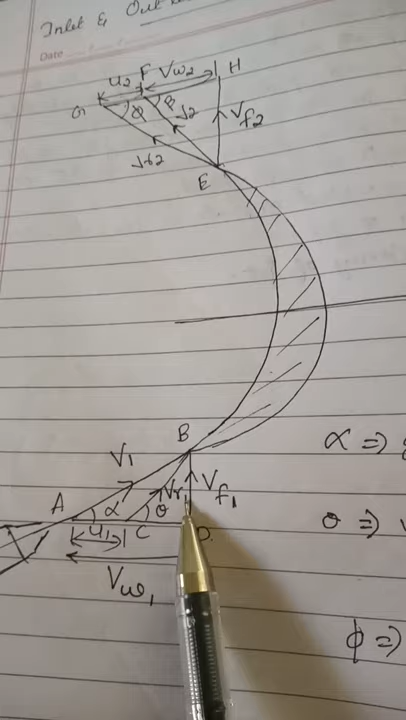 Inlet & Out
Date
u2 F Vw2 H
G φ β V2 Vf2
Vr2
E
B
V1
α =>
A α Vr1 θ Vf1
u1 C D
θ =>
Vw1
φ =>